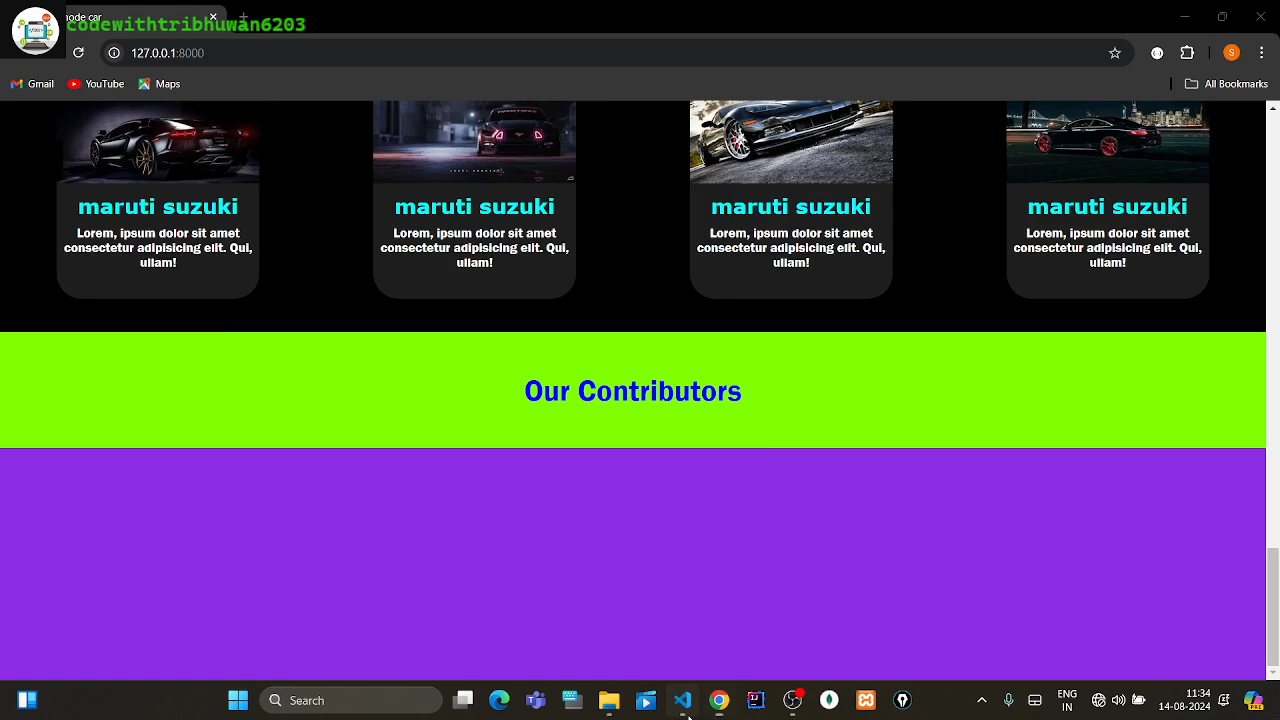 node car
codewithtribhuwan6203
127.0.0.1:8000
Gmail YouTube Maps All Bookmarks
maruti suzuki maruti suzuki maruti suzuki maruti suzuki
Lorem, ipsum dolor sit amet Lorem, ipsum dolor sit amet Lorem, ipsum dolor sit amet Lorem, ipsum dolor sit amet
consectetur adipisicing elit. Qui, consectetur adipisicing elit. Qui, consectetur adipisicing elit. Qui, consectetur adipisicing elit. Qui,
ullam! ullam! ullam! ullam!
Our Contributors
Search ENG 11:34
IN 14-08-2024